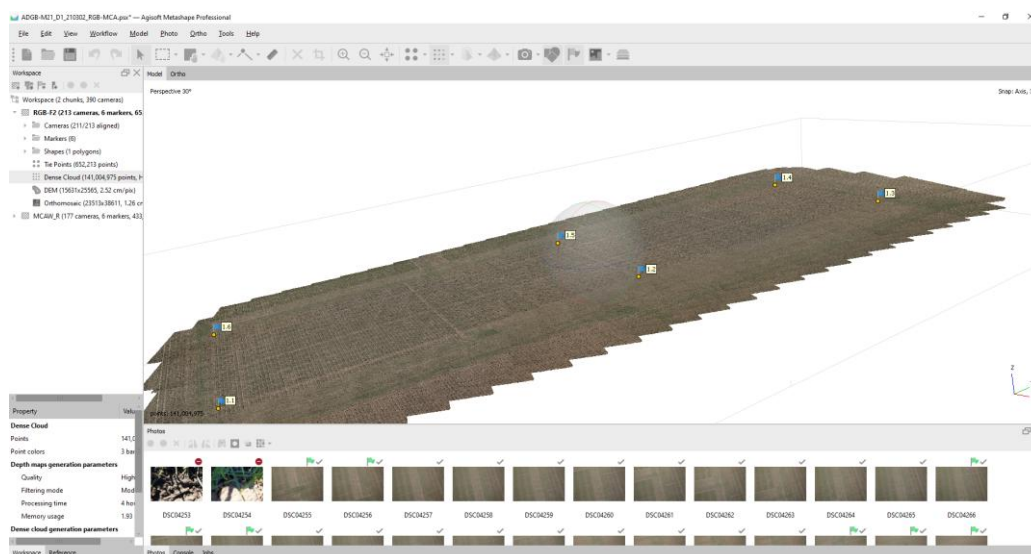 ADGB-M21_D1_210302_RGB-MCA.psx* — Agisoft Metashape Professional
File Edit View Workflow Model Photo Ortho Tools Help
Workspace
Model Ortho
Workspace (2 chunks, 390 cameras)
RGB-F2 (213 cameras, 6 markers, 65
Cameras (211/213 aligned)
Markers (6)
Shapes (1 polygons)
Tie Points (652,213 points)
Dense Cloud (141,004,975 points, H
DEM (15631x25565, 2.52 cm/pix)
Orthomosaic (23513x38611, 1.26 cm
MCAW_R (177 cameras, 6 markers, 433,
Perspective 30°
Snap: Axis, 3
1.4
1.3
1.5
1.2
1.6
1.1
points: 141,004,975
Property Value
Dense Cloud
Points 141,0
Point colors 3 ban
Depth maps generation parameters
Quality High
Filtering mode Mod
Processing time 4 hou
Memory usage 1.93
Dense cloud generation parameters
Workspace Reference
Z
Photos
DSC04253 DSC04254 DSC04255 DSC04256 DSC04257 DSC04258 DSC04259 DSC04260 DSC04261 DSC04262 DSC04263 DSC04264 DSC04265 DSC04266
Photos Console Jobs